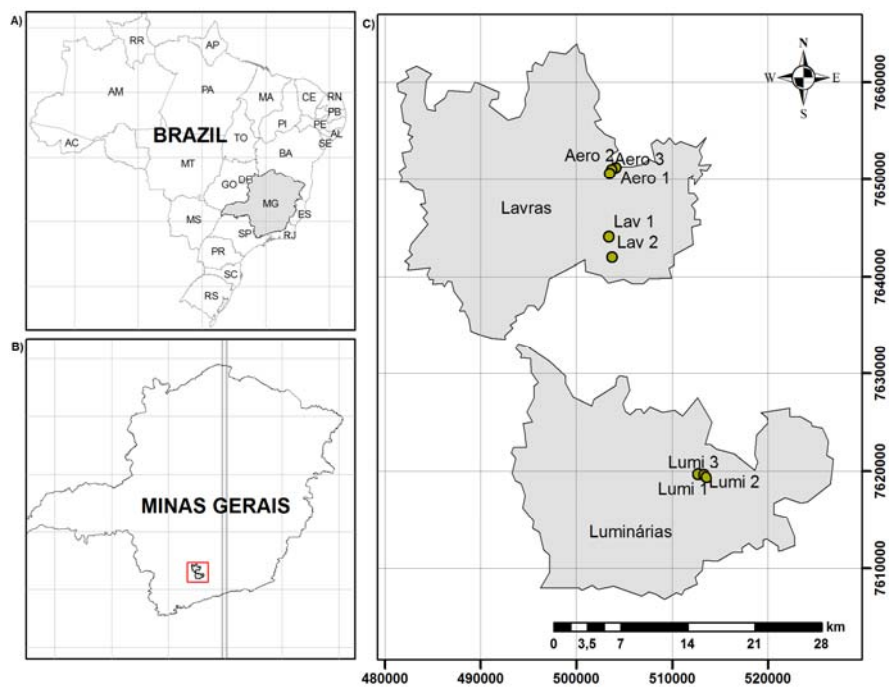 A)
RR
AP
AM
PA
MA
CE
RN
PB
PE
AL
SE
PI
AC
BRAZIL
TO
BA
MT
GO
DF
MG
ES
MS
SP
RJ
PR
SC
RS
B)
MINAS GERAIS
C)
N
W E
S
Aero 2 Aero 3
Aero 1
Lavras
Lav 1
Lav 2
Lumi 3
Lumi 1 Lumi 2
Luminárias
km
0 3,5 7 14 21 28
7660000
7650000
7640000
7630000
7620000
7610000
480000 490000 500000 510000 520000